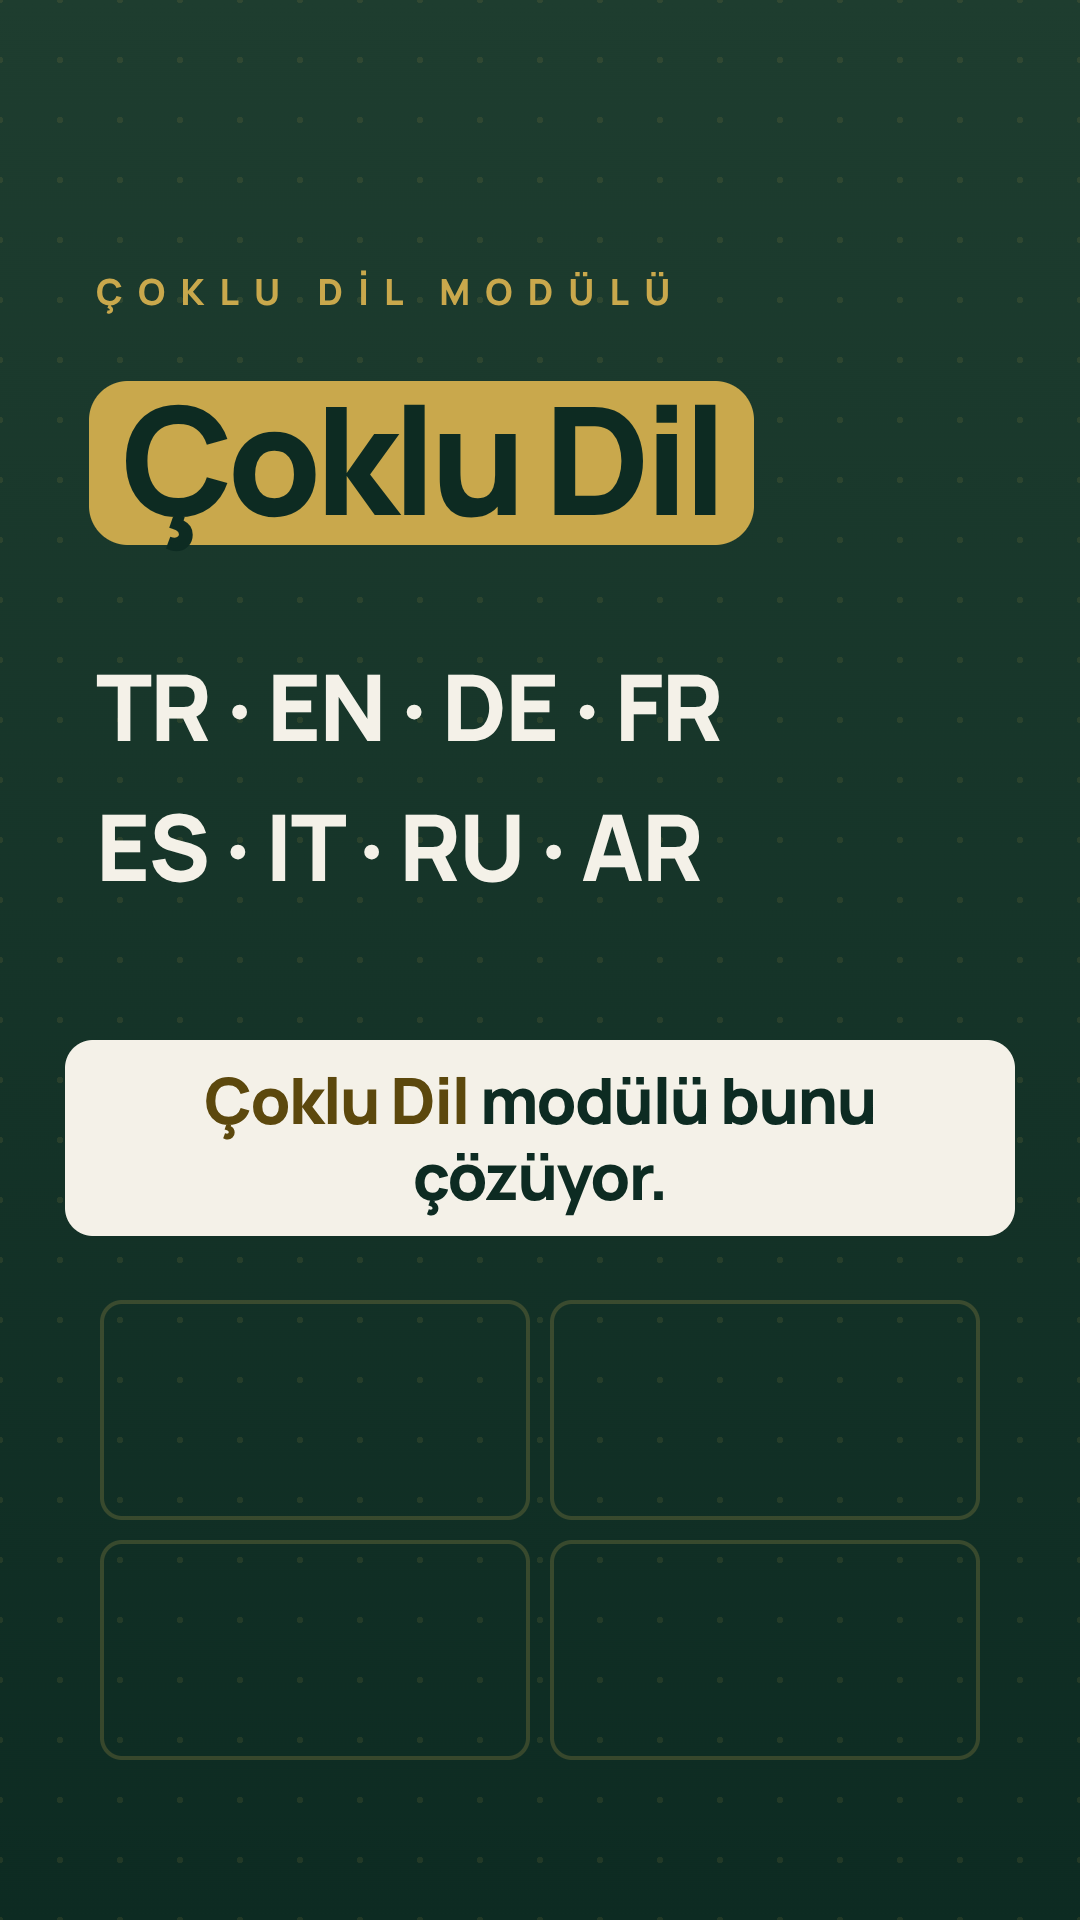 ÇOKLU DİL MODÜLÜ
Çoklu Dil
TR · EN · DE · FR
ES · IT · RU · AR
Çoklu Dil modülü bunu
çözüyor.